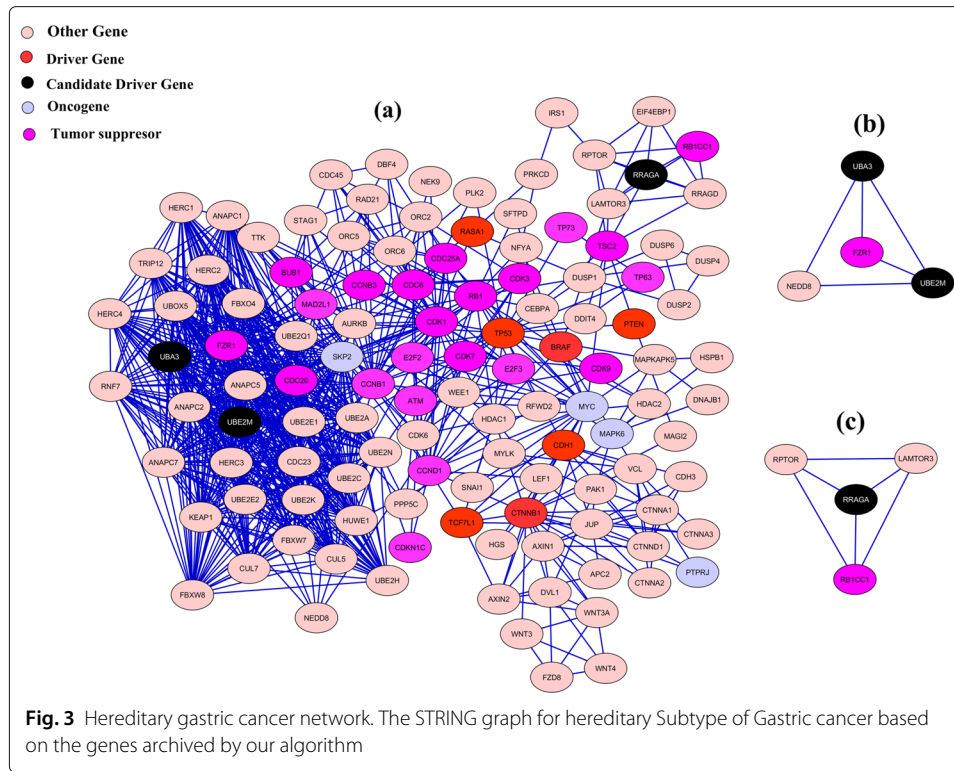 Other Gene
Driver Gene
Candidate Driver Gene
Oncogene
Tumor suppresor
(a)
IRS1
EIF4EBP1
RB1CC1
RPTOR
RRAGA
PRKCD
LAMTOR3
RRAGD
DBF4
CDC45
NEK9
RAD21
PLK2
SFTPD
ORC2
STAG1
ORC5
ORC6
RASA1
NFYA
TP73
TSC2
DUSP6
DUSP4
HERC1
ANAPC1
TTK
TRIP12
HERC2
BUB1
CDC25A
CCNB3
CDC6
CDK3
DUSP1
TP63
DUSP2
UBOX5
FBXO4
MAD2L1
RB1
CEBPA
DDIT4
HERC4
UBE2Q1
AURKB
CDK1
TP53
PTEN
BRAF
UBA3
FZR1
SKP2
E2F2
CDK7
E2F3
CDK9
MAPKAPK5
HSPB1
RNF7
ANAPC5
CDC20
CCNB1
ATM
WEE1
RFWD2
MYC
HDAC2
DNAJB1
ANAPC2
UBE2M
UBE2E1
UBE2A
HDAC1
MAPK6
MAGI2
CDK6
MYLK
CDH1
ANAPC7
HERC3
CDC23
UBE2N
CCND1
UBE2C
SNAI1
LEF1
PAK1
VCL
CDH3
UBE2E2
UBE2K
PPP5C
KEAP1
HUWE1
TCF7L1
CTNNB1
JUP
CTNNA1
CTNNA3
FBXW7
CDKN1C
HGS
AXIN1
CTNND1
CUL7
CUL5
UBE2H
APC2
CTNNA2
PTPRJ
FBXW8
NEDD8
AXIN2
DVL1
WNT3A
WNT3
FZD8
WNT4
(b)
UBA3
FZR1
NEDD8
UBE2M
(c)
RPTOR
LAMTOR3
RRAGA
RB1CC1
Fig. 3 Hereditary gastric cancer network. The STRING graph for hereditary Subtype of Gastric cancer based
on the genes archived by our algorithm